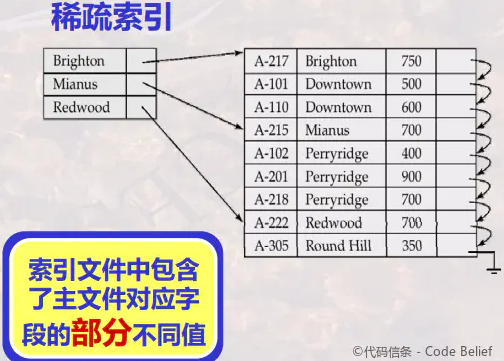 稀疏索引
Brighton
Mianus
Redwood
A-217 Brighton 750
A-101 Downtown 500
A-110 Downtown 600
A-215 Mianus 700
A-102 Perryridge 400
A-201 Perryridge 900
A-218 Perryridge 700
A-222 Redwood 700
A-305 Round Hill 350
索引文件中包含
了主文件对应字
段的部分不同值
©代码信条 - Code Belief